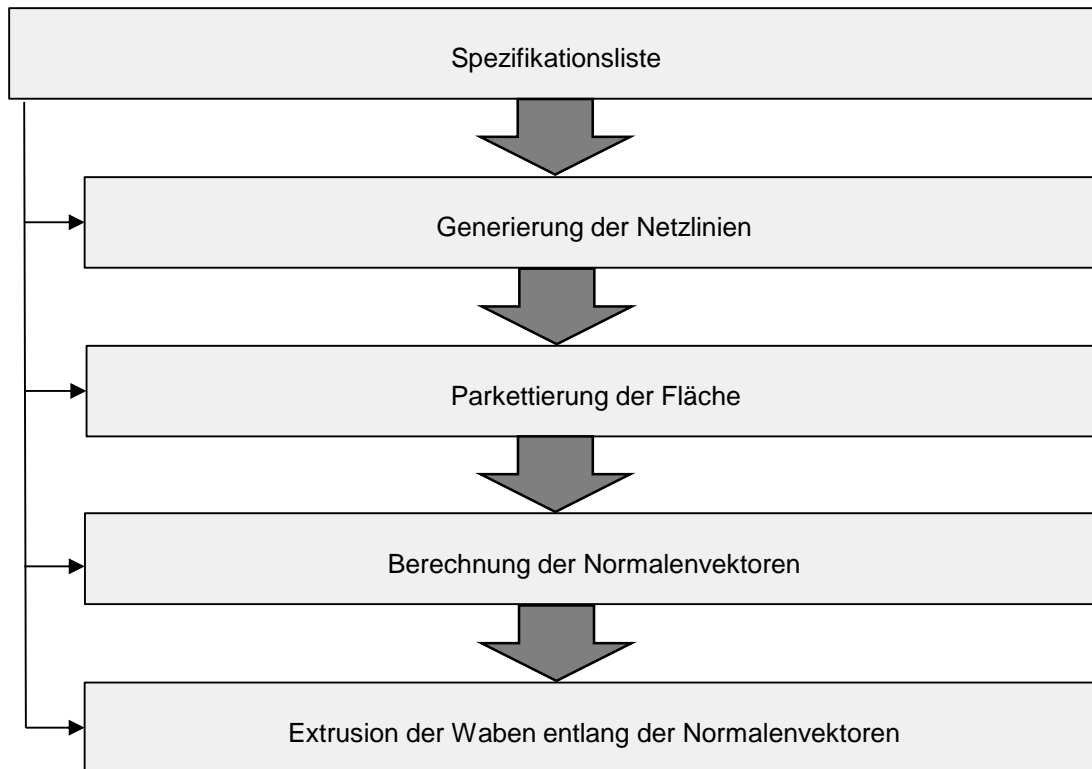 Spezifikationsliste
Generierung der Netzlinien
Parkettierung der Fläche
Berechnung der Normalenvektoren
Extrusion der Waben entlang der Normalenvektoren